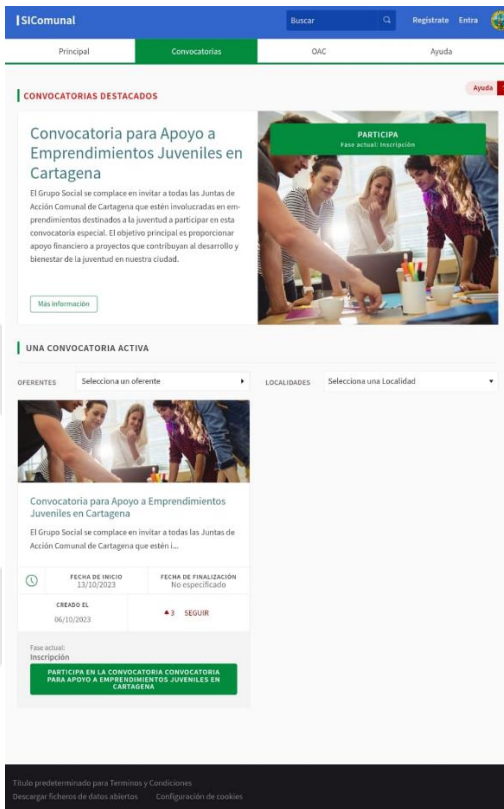 SIComunal
Buscar
Regístrate Entra
Principal Convocatorias OAC Ayuda
Ayuda
CONVOCATORIAS DESTACADOS
Convocatoria para Apoyo a
Emprendimientos Juveniles en
Cartagena
El Grupo Social se complace en invitar a todas las Juntas de
Acción Comunal de Cartagena que estén involucradas en em-
prendimientos destinados a la juventud a participar en esta
convocatoria especial. El objetivo principal es proporcionar
apoyo financiero a proyectos que contribuyan al desarrollo y
bienestar de la juventud en nuestra ciudad.
Más información
PARTICIPA
Fase actual: Inscripción
UNA CONVOCATORIA ACTIVA
OFERENTES Selecciona un oferente
LOCALIDADES Selecciona una Localidad
Convocatoria para Apoyo a Emprendimientos
Juveniles en Cartagena
El Grupo Social se complace en invitar a todas las Juntas de
Acción Comunal de Cartagena que estén i...
FECHA DE INICIO
13/10/2023
FECHA DE FINALIZACIÓN
No especificado
CREADO EL
06/10/2023
3 SEGUIR
Fase actual:
Inscripción
PARTICIPA EN LA CONVOCATORIA CONVOCATORIA
PARA APOYO A EMPRENDIMIENTOS JUVENILES EN
CARTAGENA
Título predeterminado para Terminos y Condiciones
Descargar ficheros de datos abiertos Configuración de cookies